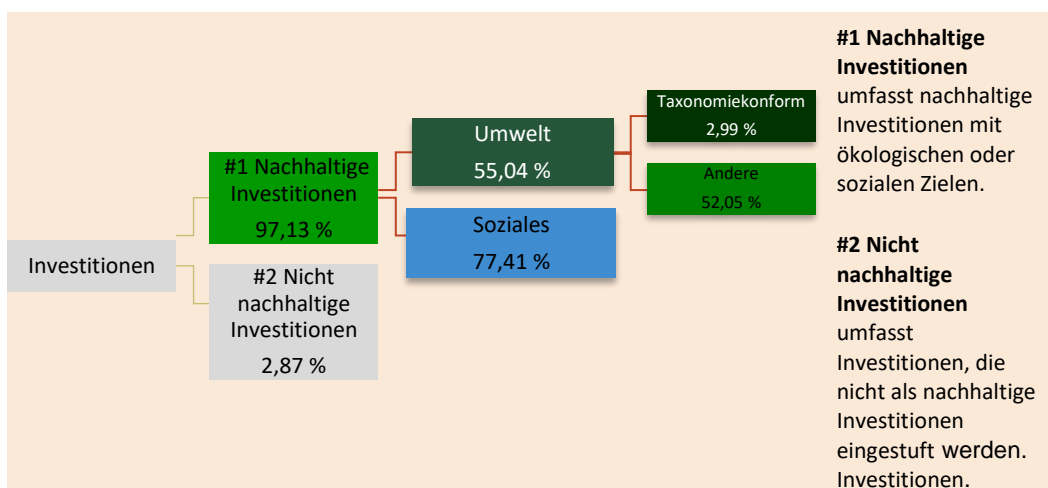 Investitionen
#1 Nachhaltige
Investitionen
97,13 %
#2 Nicht
nachhaltige
Investitionen
2,87 %
Umwelt
55,04 %
Soziales
77,41 %
Taxonomiekonform
2,99 %
Andere
52,05 %
#1 Nachhaltige
Investitionen
umfasst nachhaltige
Investitionen mit
ökologischen oder
sozialen Zielen.
#2 Nicht
nachhaltige
Investitionen
umfasst
Investitionen, die
nicht als nachhaltige
Investitionen
eingestuft werden.
Investitionen.